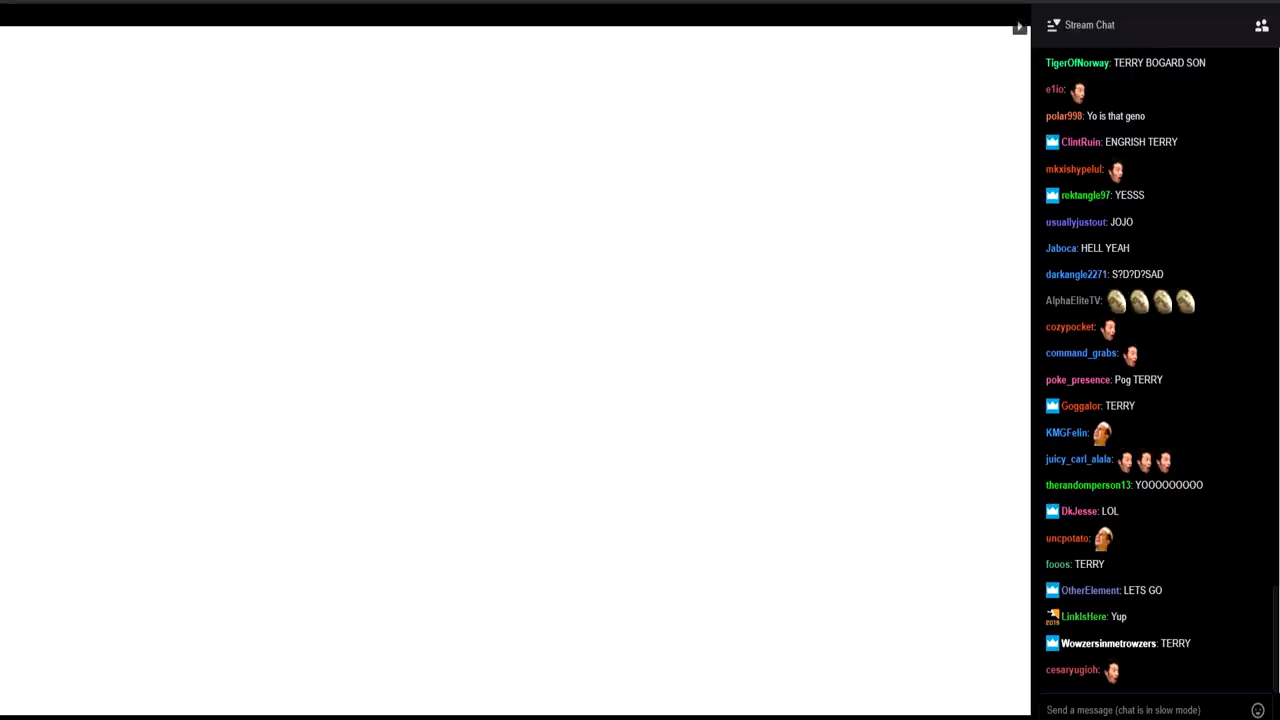 Stream Chat
TigerOfNorway: TERRY BOGARD SON
e1io:
polar998: Yo is that geno
ClintRuin: ENGRISH TERRY
mkxishypelul:
rektangle97: YESSS
usuallyjustout: JOJO
Jaboca: HELL YEAH
darkangle2271: S?D?D?SAD
AlphaEliteTV:
cozypocket:
command_grabs:
poke_presence: Pog TERRY
Goggalor: TERRY
KMGFelin:
juicy_carl_alala:
therandomperson13: YOOOOOOOOO
DkJesse: LOL
uncpotato:
fooos: TERRY
OtherElement: LETS GO
2019 LinkIsHere: Yup
Wowzersinmetrowzers: TERRY
cesaryugioh:
Send a message (chat is in slow mode)